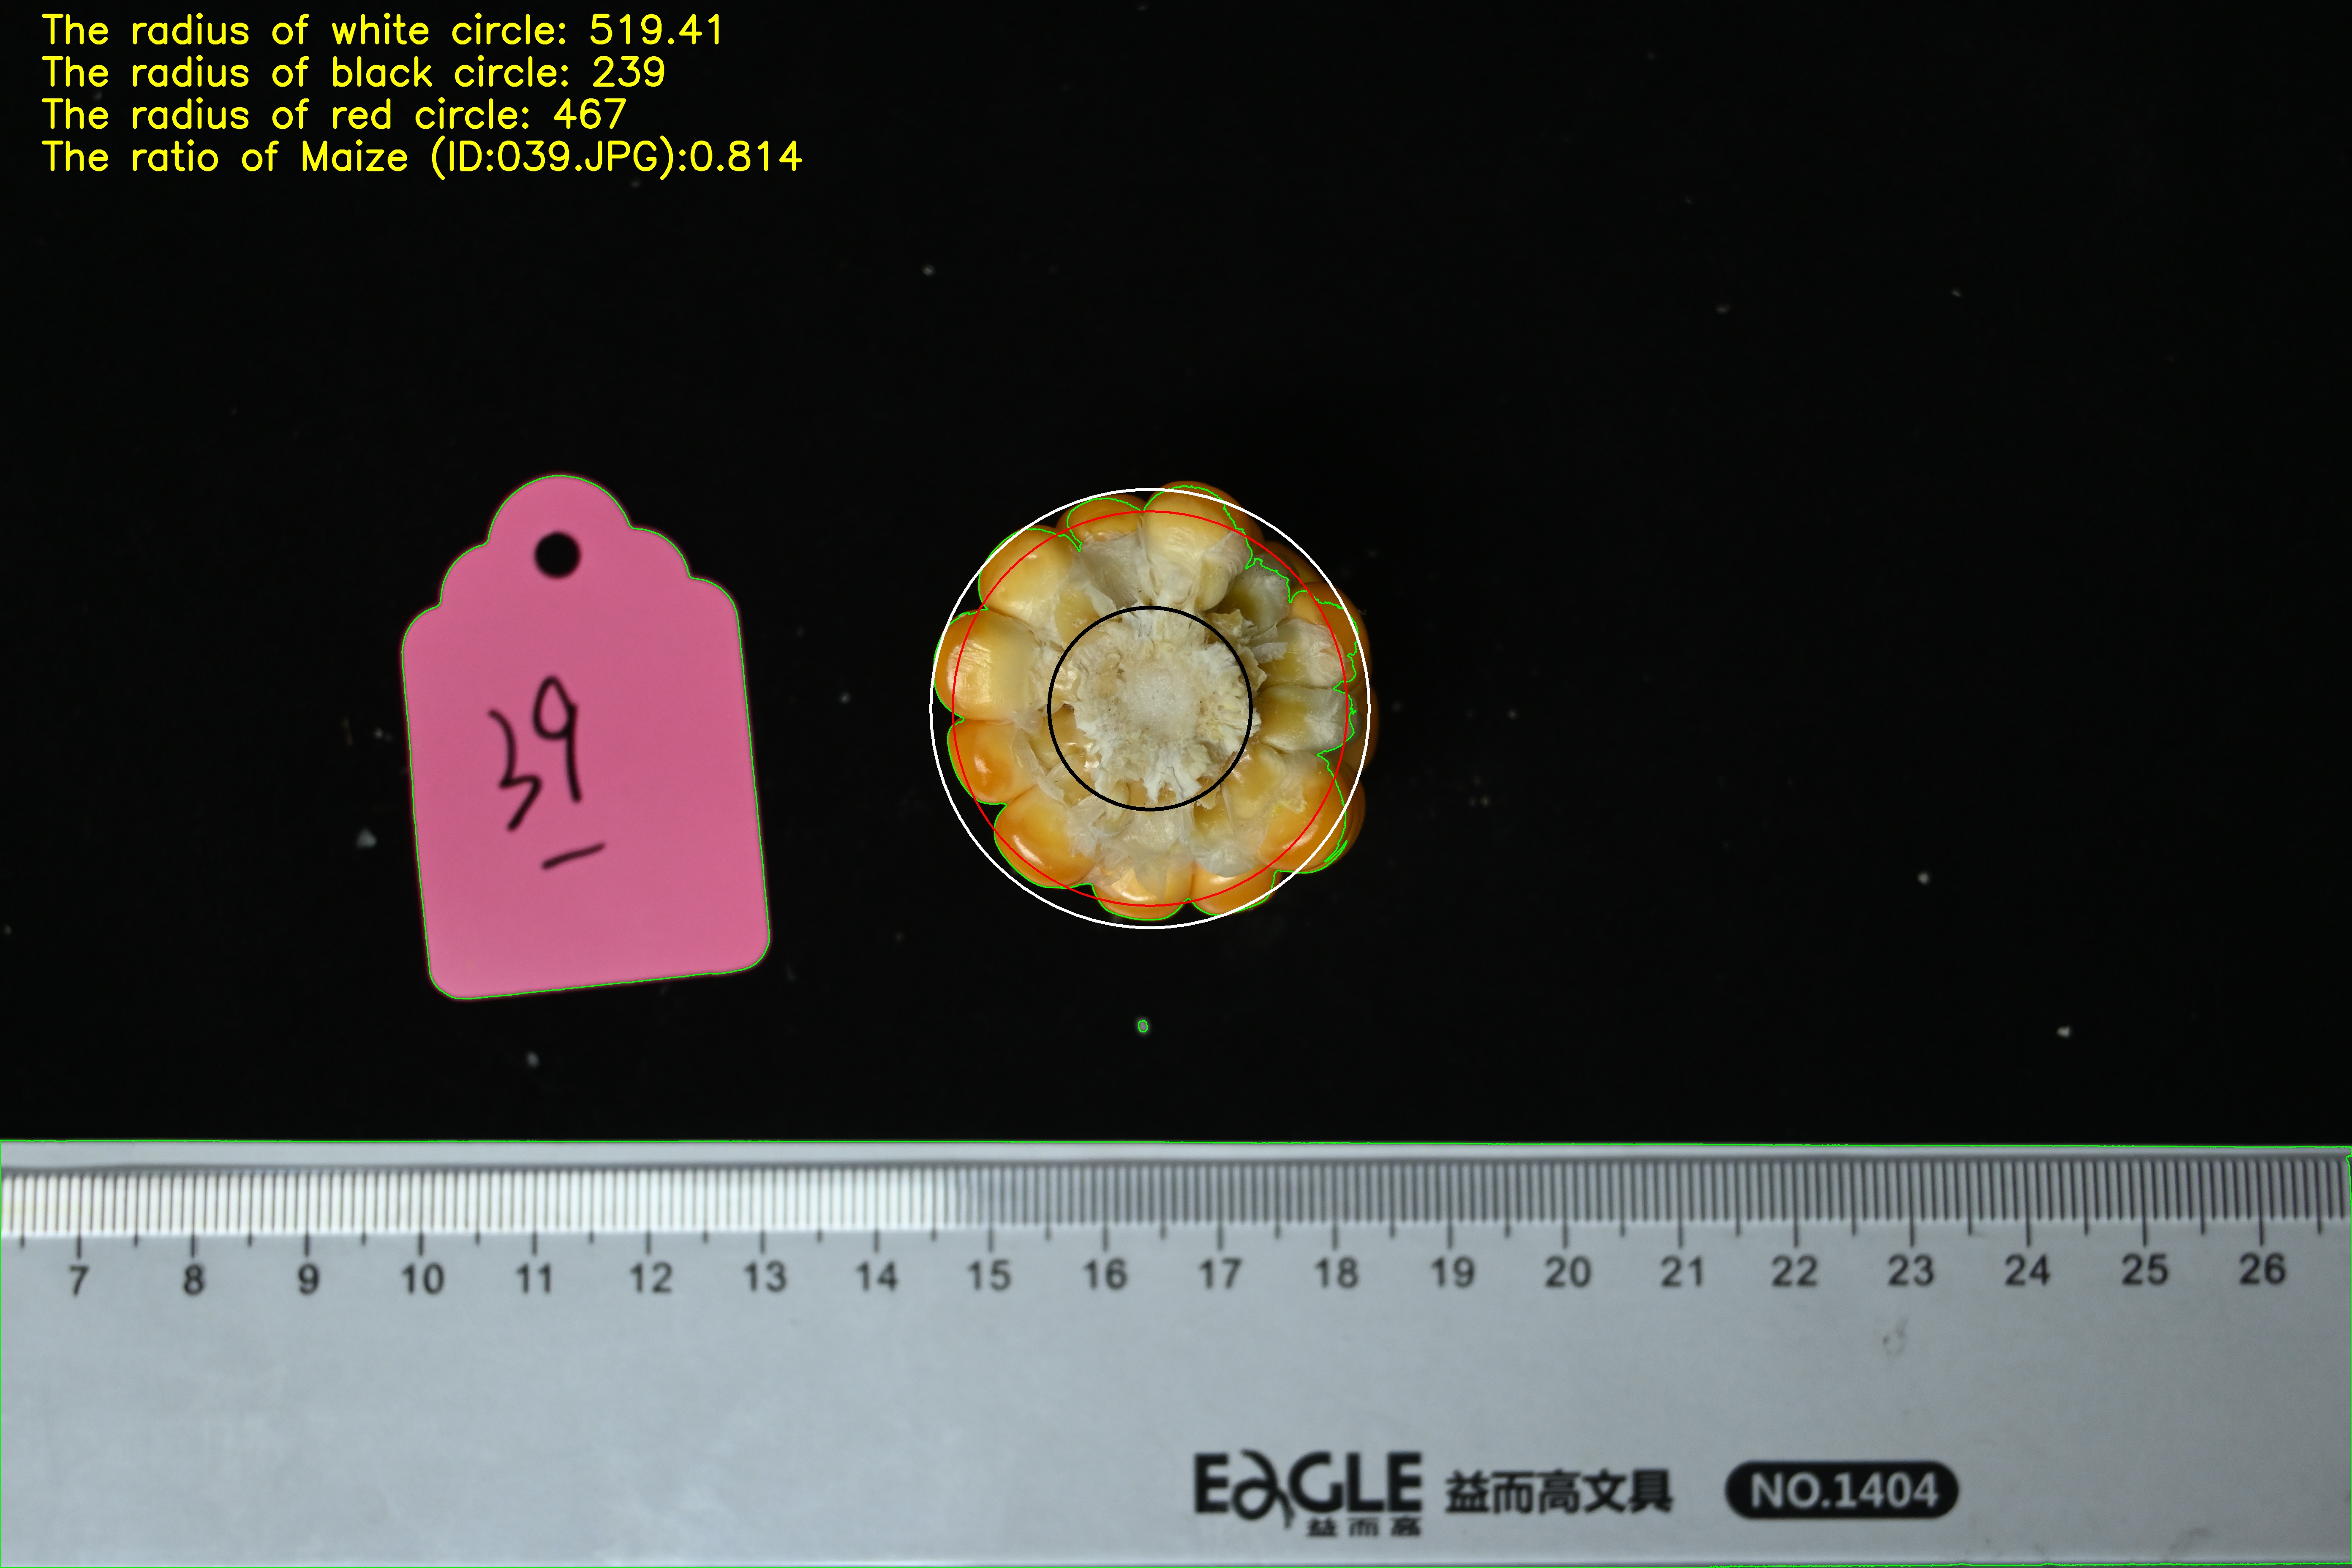 The radius of white circle: 519.41
The radius of black circle: 239
The radius of red circle: 467
The ratio of Maize (ID:039.JPG):0.814
39
7 8 9 10 11 12 13 14 15 16 17 18 19 20 21 22 23 24 25 26
EAGLE 益而高文具 NO.1404
益而高